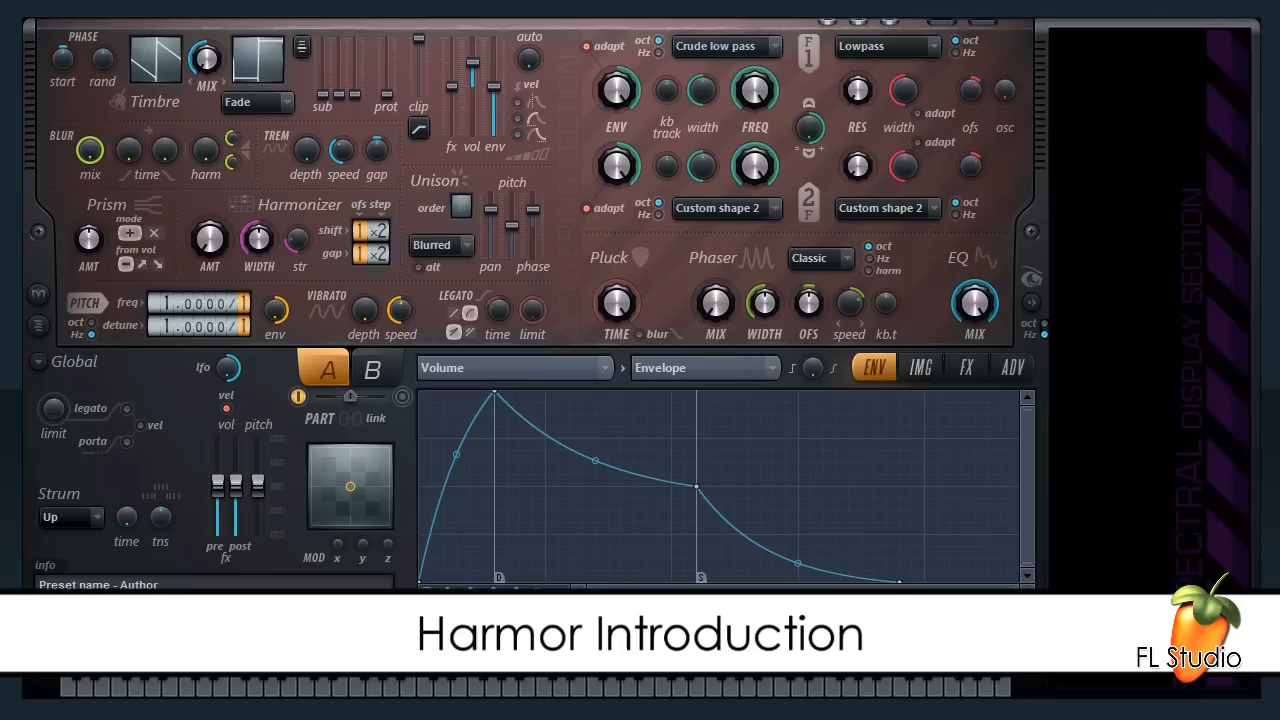 PHASE
start rand
Timbre
MIX
Fade
sub prot clip
auto
vel
fx vol env
BLUR
mix time harm
TREM
depth speed gap
Unison
pitch
order
Blurred
alt
pan phase
Prism
mode
from vol
AMT
Harmonizer
ofs step
shift 1 x2
gap 1 x2
AMT WIDTH str
PITCH freq 1.0000/1
oct
Hz
detune 1.0000/1
env
VIBRATO
depth speed
LEGATO
time limit
adapt oct Hz Crude low pass
F 1
Lowpass oct Hz
ENV kb track width FREQ
RES width adapt ofs osc
adapt
adapt oct Hz Custom shape 2
2 F
Custom shape 2 oct Hz
Pluck
TIME blur
Phaser Classic oct Hz harm
MIX WIDTH OFS speed kb.t
EQ
MIX
oct
Hz
SPECTRAL DISPLAY SECTION
Global
lfo
vel
vol pitch
limit legato
porta
vel
A B
PART link
Volume Envelope
ENV IMG FX ADV
Strum
Up
time tns
pre post
fx
MOD x y z
D S
info
Preset name - Author
Harmor Introduction
FL Studio